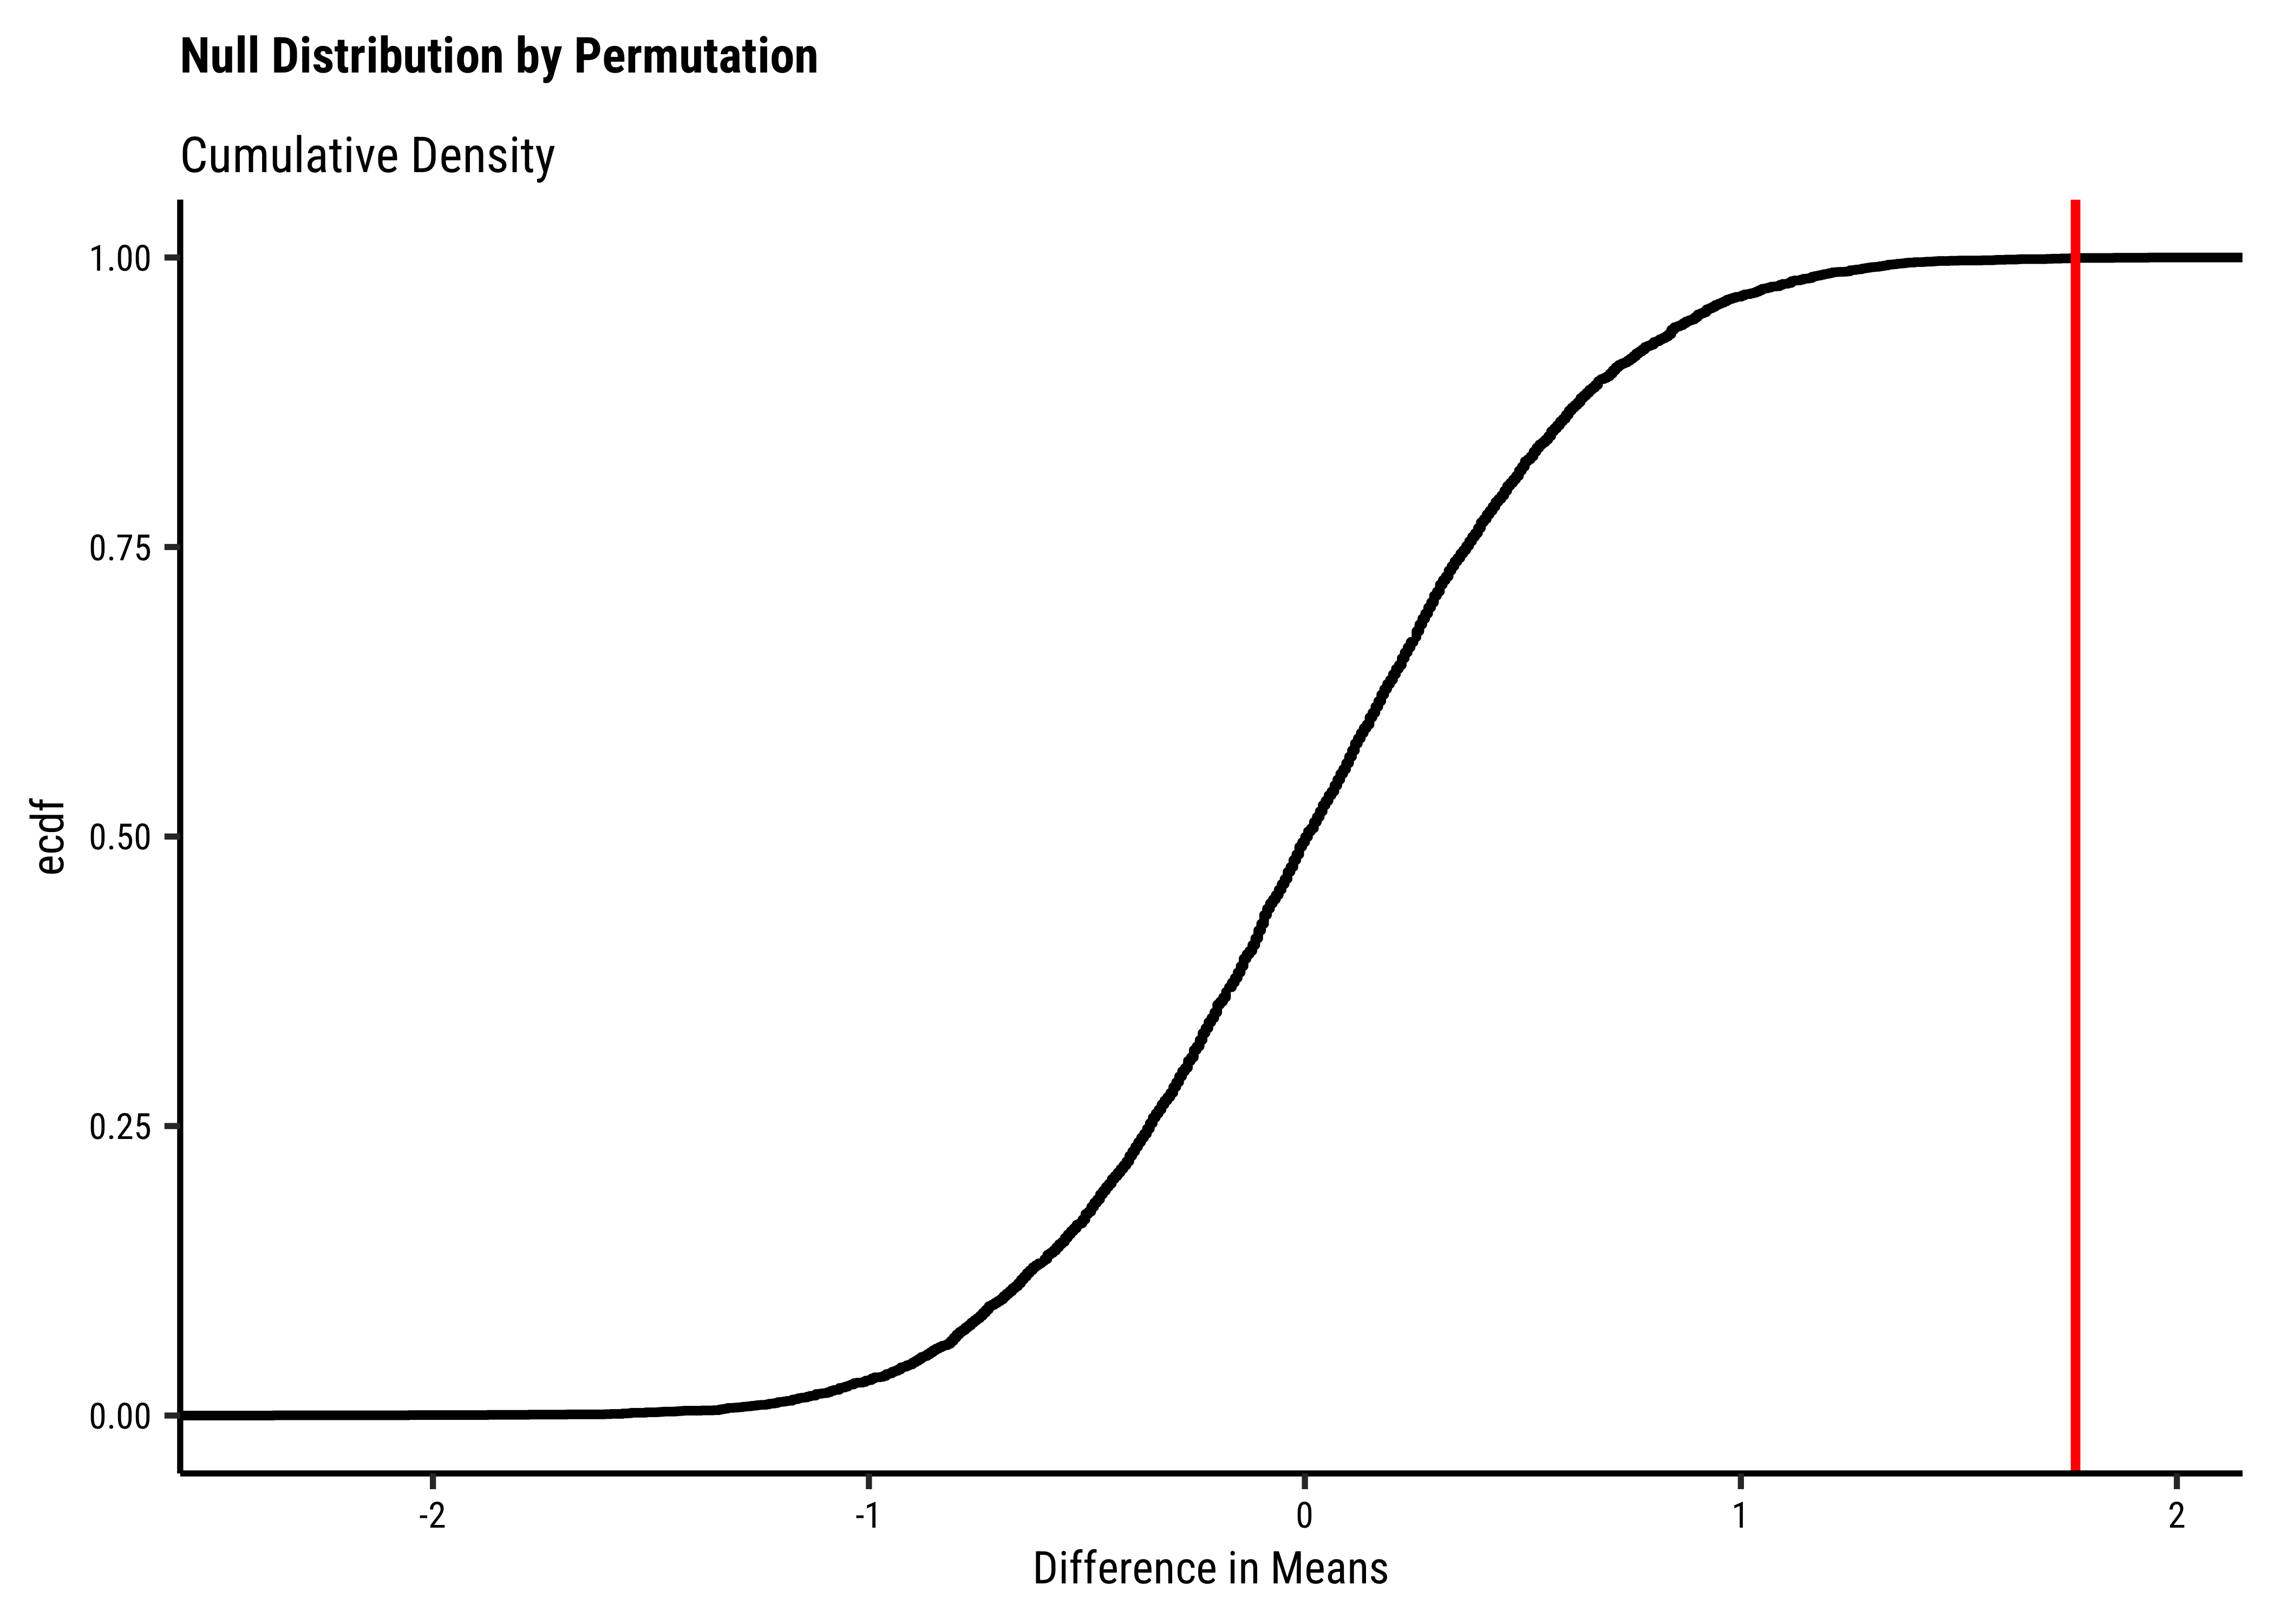 Null Distribution by Permutation
Cumulative Density
1.00
0.75
0.50
0.25
0.00
ecdf
-2
-1
0
1
2
Difference in Means